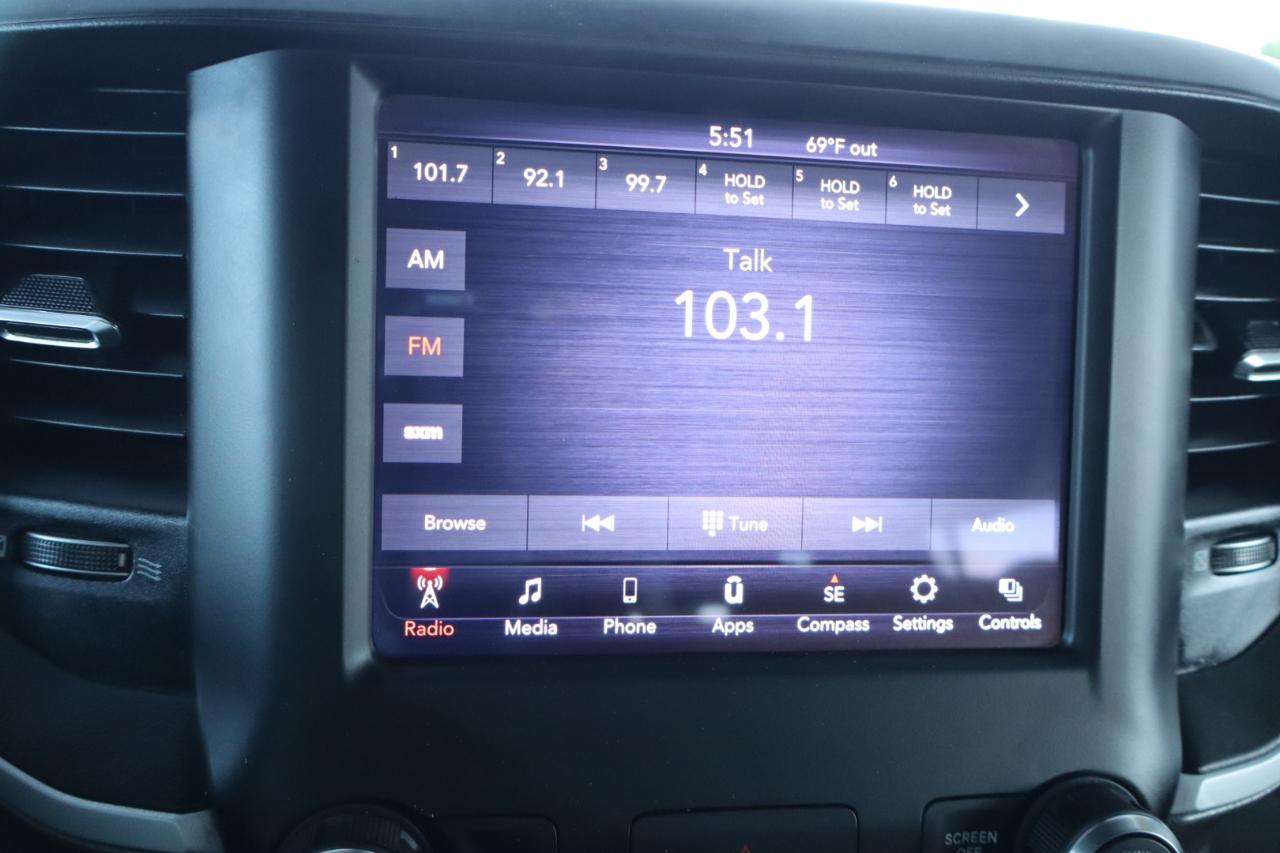 5:51 69°F out
1 101.7 2 92.1 3 99.7 4 HOLD to Set 5 HOLD to Set 6 HOLD to Set
AM
Talk
103.1
FM
sxm
Browse Tune Audio
SE
Radio Media Phone Apps Compass Settings Controls
SCREEN
OFF